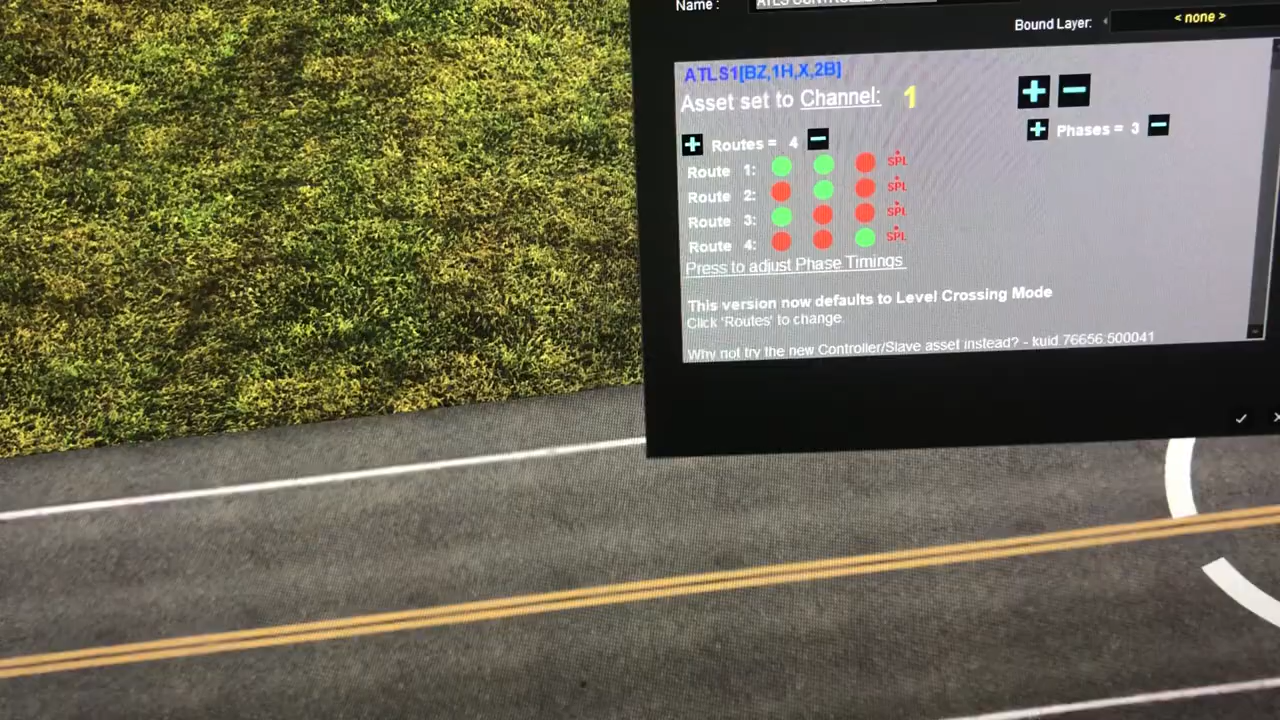 Name :
Bound Layer: < none >
ATLS1[BZ,1H,X,2B]
Asset set to Channel: 1
Routes = 4
Phases = 3
Route 1: SPL
Route 2: SPL
Route 3: SPL
Route 4: SPL
Press to adjust Phase Timings
This version now defaults to Level Crossing Mode
Click 'Routes' to change.
Why not try the new Controller/Slave asset instead? - kuid:76656:500041